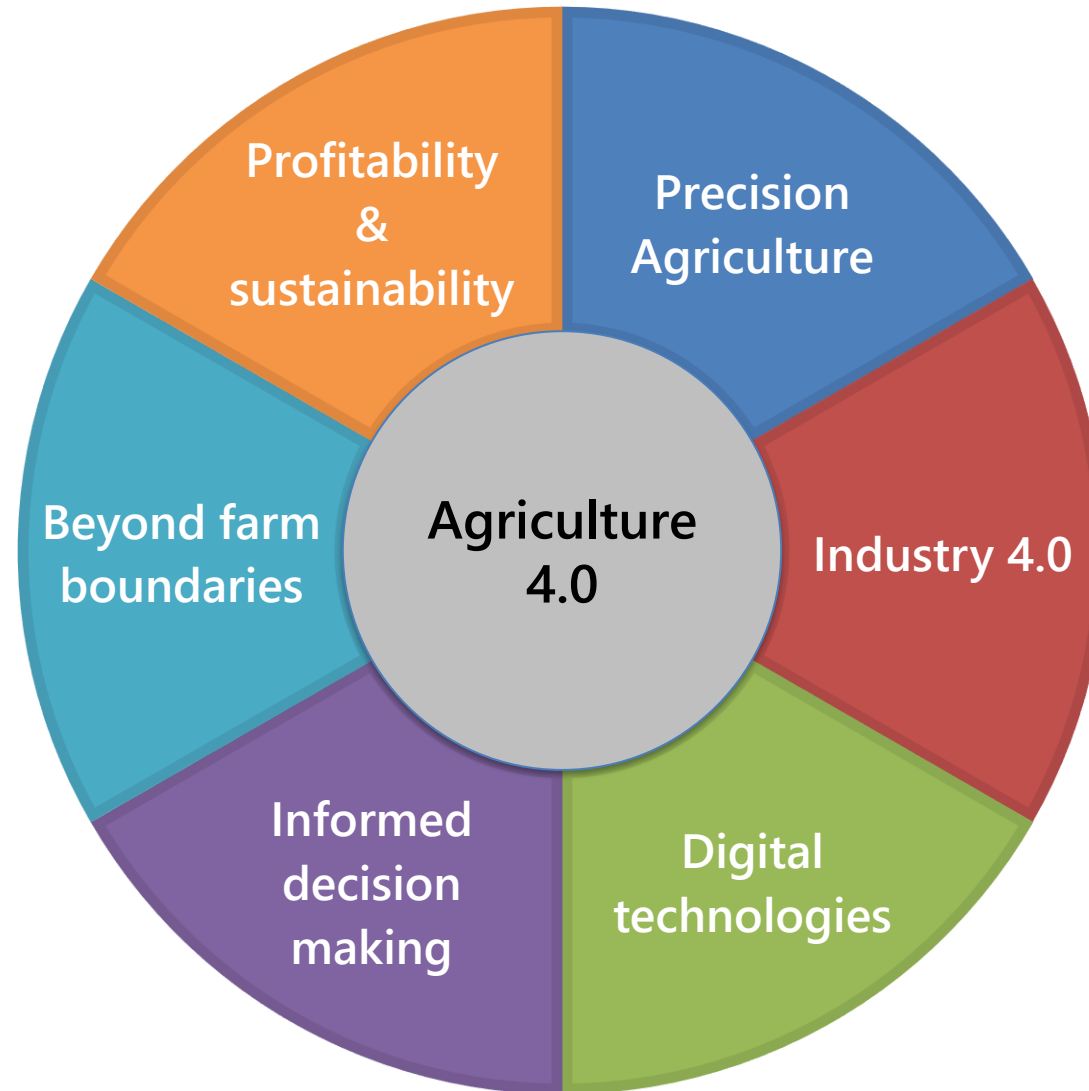 Profitability
&
sustainability
Precision
Agriculture
Beyond farm
boundaries
Agriculture
4.0
Industry 4.0
Informed
decision
making
Digital
technologies